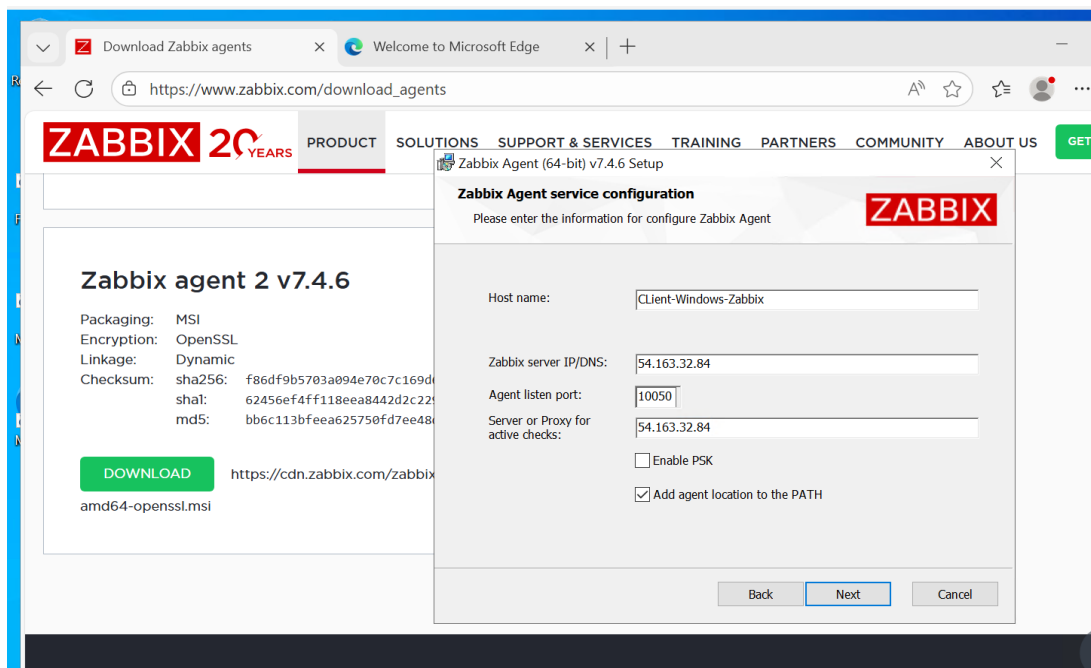 Download Zabbix agents
Welcome to Microsoft Edge
https://www.zabbix.com/download_agents
ZABBIX 20 YEARS
PRODUCT SOLUTIONS SUPPORT & SERVICES TRAINING PARTNERS COMMUNITY ABOUT US
GET
Zabbix agent 2 v7.4.6
Packaging: MSI
Encryption: OpenSSL
Linkage: Dynamic
Checksum: sha256: f86df9b5703a094e70c7c169d
sha1: 62456ef4ff118eea8442d2c229
md5: bb6c113bfeea625750fd7ee48
DOWNLOAD https://cdn.zabbix.com/zabbix
amd64-openssl.msi
Zabbix Agent (64-bit) v7.4.6 Setup
Zabbix Agent service configuration
Please enter the information for configure Zabbix Agent
ZABBIX
Host name: CLient-Windows-Zabbix
Zabbix server IP/DNS: 54.163.32.84
Agent listen port: 10050
Server or Proxy for
active checks: 54.163.32.84
Enable PSK
Add agent location to the PATH
Back Next Cancel